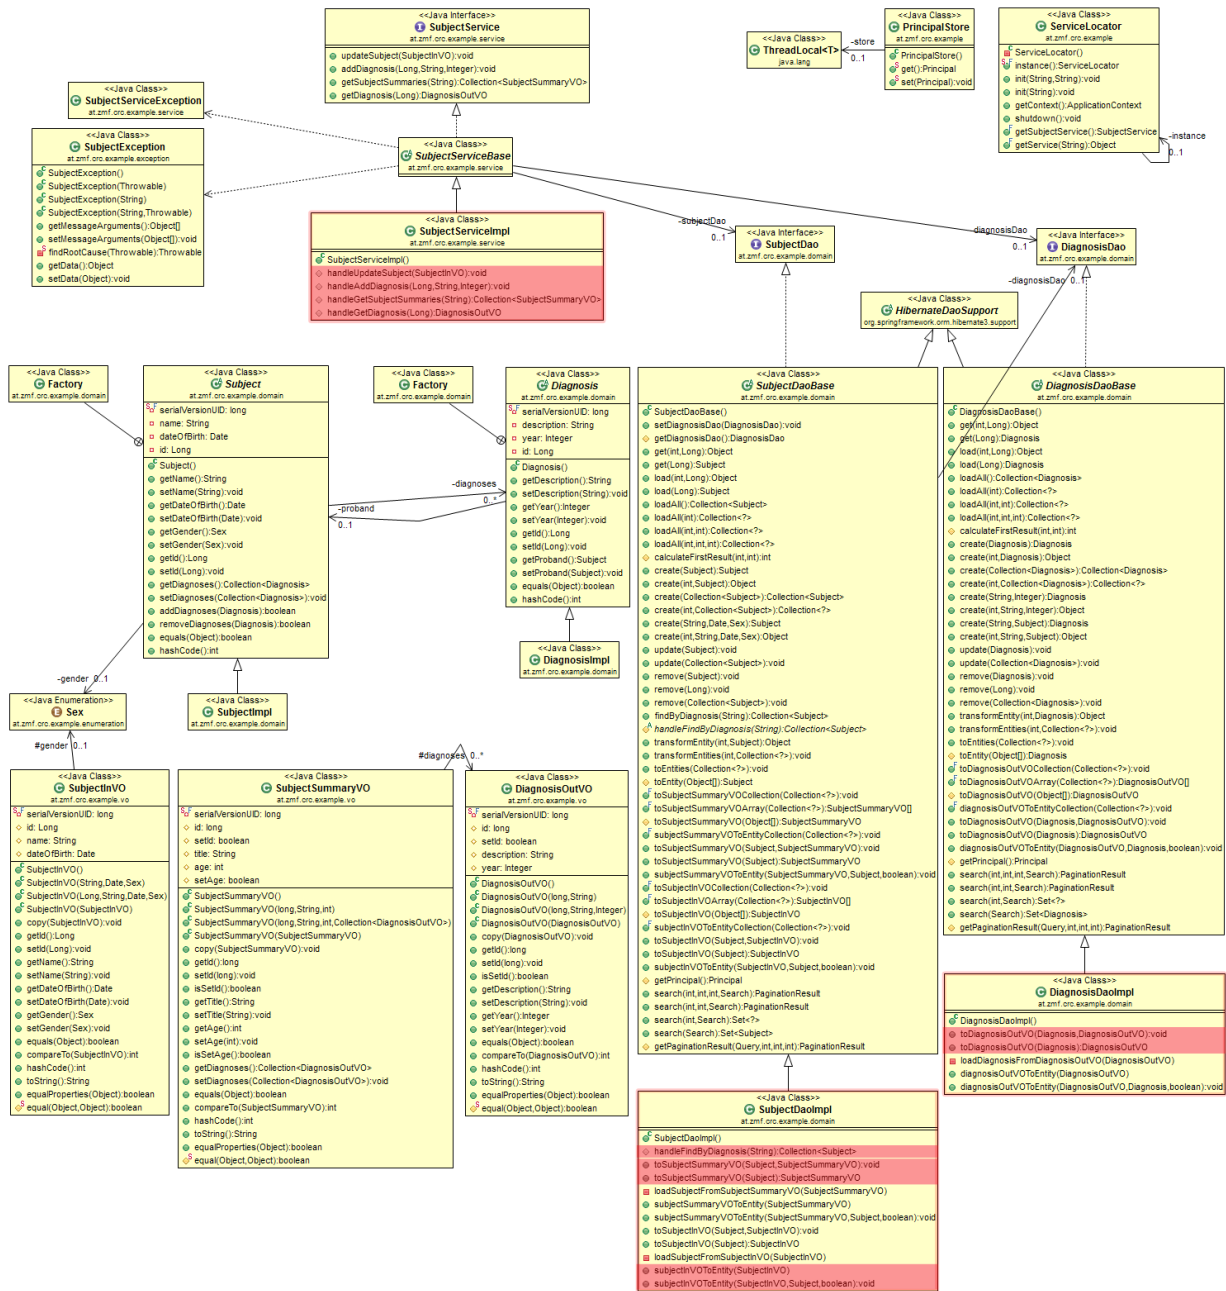 <<Java Interface>>
SubjectService
at.zmf.crc.example.service
updateSubject(SubjectInVO):void
addDiagnosis(Long,String,Integer):void
getSubjectSummaries(String):Collection<SubjectSummaryVO>
getDiagnosis(Long):DiagnosisOutVO
<<Java Class>>
ThreadLocal<T>
java.lang
-store
0..1
<<Java Class>>
PrincipalStore
at.zmf.crc.example
PrincipalStore()
get():Principal
set(Principal):void
<<Java Class>>
ServiceLocator
at.zmf.crc.example
ServiceLocator()
instance():ServiceLocator
init(String,String):void
init(String):void
getContext():ApplicationContext
shutdown():void
getSubjectService():SubjectService
getService(String):Object
-instance
0..1
<<Java Class>>
SubjectServiceException
at.zmf.crc.example.service
<<Java Class>>
SubjectException
at.zmf.crc.example.exception
SubjectException()
SubjectException(Throwable)
SubjectException(String)
SubjectException(String,Throwable)
getMessageArguments():Object[]
setMessageArguments(Object[]):void
findRootCause(Throwable):Throwable
getData():Object
setData(Object):void
<<Java Class>>
SubjectServiceBase
at.zmf.crc.example.service
<<Java Class>>
SubjectServiceImpl
at.zmf.crc.example.service
SubjectServiceImpl()
handleUpdateSubject(SubjectInVO):void
handleAddDiagnosis(Long,String,Integer):void
handleGetSubjectSummaries(String):Collection<SubjectSummaryVO>
handleGetDiagnosis(Long):DiagnosisOutVO
-subjectDao
0..1
<<Java Interface>>
SubjectDao
at.zmf.crc.example.domain
diagnosisDao
0..1
<<Java Interface>>
DiagnosisDao
at.zmf.crc.example.domain
-diagnosisDao
0..1
<<Java Class>>
HibernateDaoSupport
org.springframework.orm.hibernate3.support
<<Java Class>>
Factory
at.zmf.crc.example.domain
<<Java Class>>
Subject
at.zmf.crc.example.domain
serialVersionUID: long
name: String
dateOfBirth: Date
id: Long
Subject()
getName():String
setName(String):void
getDateOfBirth():Date
setDateOfBirth(Date):void
getGender():Sex
setGender(Sex):void
getId():Long
setId(Long):void
getDiagnoses():Collection<Diagnosis>
setDiagnoses(Collection<Diagnosis>):void
addDiagnoses(Diagnosis):boolean
removeDiagnoses(Diagnosis):boolean
equals(Object):boolean
hashCode():int
-diagnoses
0..*
-proband
0..1
<<Java Class>>
Factory
at.zmf.crc.example.domain
<<Java Class>>
Diagnosis
at.zmf.crc.example.domain
serialVersionUID: long
description: String
year: Integer
id: Long
Diagnosis()
getDescription():String
setDescription(String):void
getYear():Integer
setYear(Integer):void
getId():Long
setId(Long):void
getProband():Subject
setProband(Subject):void
equals(Object):boolean
hashCode():int
<<Java Class>>
DiagnosisImpl
at.zmf.crc.example.domain
<<Java Class>>
SubjectImpl
at.zmf.crc.example.domain
-gender
0..1
<<Java Enumeration>>
Sex
at.zmf.crc.example.enumeration
#gender
0..1
<<Java Class>>
SubjectInVO
at.zmf.crc.example.vo
serialVersionUID: long
id: Long
name: String
dateOfBirth: Date
SubjectInVO()
SubjectInVO(String,Date,Sex)
SubjectInVO(Long,String,Date,Sex)
SubjectInVO(SubjectInVO)
copy(SubjectInVO):void
getId():Long
setId(Long):void
getName():String
setName(String):void
getDateOfBirth():Date
setDateOfBirth(Date):void
getGender():Sex
setGender(Sex):void
equals(Object):boolean
compareTo(SubjectInVO):int
hashCode():int
toString():String
equalProperties(Object):boolean
equal(Object,Object):boolean
<<Java Class>>
SubjectSummaryVO
at.zmf.crc.example.vo
serialVersionUID: long
id: long
setId: boolean
title: String
age: int
setAge: boolean
SubjectSummaryVO()
SubjectSummaryVO(long,String,int)
SubjectSummaryVO(long,String,int,Collection<DiagnosisOutVO>)
SubjectSummaryVO(SubjectSummaryVO)
copy(SubjectSummaryVO):void
getId():long
setId(long):void
isSetId():boolean
getTitle():String
setTitle(String):void
getAge():int
setAge(int):void
isSetAge():boolean
getDiagnoses():Collection<DiagnosisOutVO>
setDiagnoses(Collection<DiagnosisOutVO>):void
equals(Object):boolean
compareTo(SubjectSummaryVO):int
hashCode():int
toString():String
equalProperties(Object):boolean
equal(Object,Object):boolean
#diagnoses
0..*
<<Java Class>>
DiagnosisOutVO
at.zmf.crc.example.vo
serialVersionUID: long
id: long
setId: boolean
description: String
year: Integer
DiagnosisOutVO()
DiagnosisOutVO(long,String)
DiagnosisOutVO(long,String,Integer)
DiagnosisOutVO(DiagnosisOutVO)
copy(DiagnosisOutVO):void
getId():long
setId(long):void
isSetId():boolean
getDescription():String
setDescription(String):void
getYear():Integer
setYear(Integer):void
equals(Object):boolean
compareTo(DiagnosisOutVO):int
hashCode():int
toString():String
equalProperties(Object):boolean
equal(Object,Object):boolean
<<Java Class>>
SubjectDaoBase
at.zmf.crc.example.domain
SubjectDaoBase()
setDiagnosisDao(DiagnosisDao):void
getDiagnosisDao():DiagnosisDao
get(int,Long):Object
get(Long):Subject
load(int,Long):Object
load(Long):Subject
loadAll():Collection<Subject>
loadAll(int):Collection<?>
loadAll(int,int):Collection<?>
loadAll(int,int,int):Collection<?>
calculateFirstResult(int,int):int
create(Subject):Subject
create(int,Subject):Object
create(Collection<Subject>):Collection<Subject>
create(int,Collection<Subject>):Collection<?>
create(String,Date,Sex):Subject
create(int,String,Date,Sex):Object
update(Subject):void
update(Collection<Subject>):void
remove(Subject):void
remove(Long):void
remove(Collection<Subject>):void
findByDiagnosis(String):Collection<Subject>
handleFindByDiagnosis(String):Collection<Subject>
transformEntity(int,Subject):Object
transformEntities(int,Collection<?>):void
toEntities(Collection<?>):void
toEntity(Object[]):Subject
toSubjectSummaryVOCollection(Collection<?>):void
toSubjectSummaryVOArray(Collection<?>):SubjectSummaryVO[]
toSubjectSummaryVO(Object[]):SubjectSummaryVO
subjectSummaryVOToEntityCollection(Collection<?>):void
toSubjectSummaryVO(Subject,SubjectSummaryVO):void
toSubjectSummaryVO(Subject):SubjectSummaryVO
subjectSummaryVOToEntity(SubjectSummaryVO,Subject,boolean):void
toSubjectInVOCollection(Collection<?>):void
toSubjectInVOArray(Collection<?>):SubjectInVO[]
toSubjectInVO(Object[]):SubjectInVO
subjectInVOToEntityCollection(Collection<?>):void
toSubjectInVO(Subject,SubjectInVO):void
toSubjectInVO(Subject):SubjectInVO
subjectInVOToEntity(SubjectInVO,Subject,boolean):void
getPrincipal():Principal
search(int,int,int,Search):PaginationResult
search(int,int,Search):PaginationResult
search(int,Search):Set<?>
search(Search):Set<Subject>
getPaginationResult(Query,int,int,int):PaginationResult
<<Java Class>>
SubjectDaoImpl
at.zmf.crc.example.domain
SubjectDaoImpl()
handleFindByDiagnosis(String):Collection<Subject>
toSubjectSummaryVO(Subject,SubjectSummaryVO):void
toSubjectSummaryVO(Subject):SubjectSummaryVO
loadSubjectFromSubjectSummaryVO(SubjectSummaryVO)
subjectSummaryVOToEntity(SubjectSummaryVO)
subjectSummaryVOToEntity(SubjectSummaryVO,Subject,boolean):void
toSubjectInVO(Subject,SubjectInVO):void
toSubjectInVO(Subject):SubjectInVO
loadSubjectFromSubjectInVO(SubjectInVO)
subjectInVOToEntity(SubjectInVO)
subjectInVOToEntity(SubjectInVO,Subject,boolean):void
<<Java Class>>
DiagnosisDaoBase
at.zmf.crc.example.domain
DiagnosisDaoBase()
get(int,Long):Object
get(Long):Diagnosis
load(int,Long):Object
load(Long):Diagnosis
loadAll():Collection<Diagnosis>
loadAll(int):Collection<?>
loadAll(int,int):Collection<?>
loadAll(int,int,int):Collection<?>
calculateFirstResult(int,int):int
create(Diagnosis):Diagnosis
create(int,Diagnosis):Object
create(Collection<Diagnosis>):Collection<Diagnosis>
create(int,Collection<Diagnosis>):Collection<?>
create(String,Integer):Diagnosis
create(int,String,Integer):Object
create(String,Subject):Diagnosis
create(int,String,Subject):Object
update(Diagnosis):void
update(Collection<Diagnosis>):void
remove(Diagnosis):void
remove(Long):void
remove(Collection<Diagnosis>):void
transformEntity(int,Diagnosis):Object
transformEntities(int,Collection<?>):void
toEntities(Collection<?>):void
toEntity(Object[]):Diagnosis
toDiagnosisOutVOCollection(Collection<?>):void
toDiagnosisOutVOArray(Collection<?>):DiagnosisOutVO[]
toDiagnosisOutVO(Object[]):DiagnosisOutVO
diagnosisOutVOToEntityCollection(Collection<?>):void
toDiagnosisOutVO(Diagnosis,DiagnosisOutVO):void
toDiagnosisOutVO(Diagnosis):DiagnosisOutVO
diagnosisOutVOToEntity(DiagnosisOutVO,Diagnosis,boolean):void
getPrincipal():Principal
search(int,int,int,Search):PaginationResult
search(int,int,Search):PaginationResult
search(int,Search):Set<?>
search(Search):Set<Diagnosis>
getPaginationResult(Query,int,int,int):PaginationResult
<<Java Class>>
DiagnosisDaoImpl
at.zmf.crc.example.domain
DiagnosisDaoImpl()
toDiagnosisOutVO(Diagnosis,DiagnosisOutVO):void
toDiagnosisOutVO(Diagnosis):DiagnosisOutVO
loadDiagnosisFromDiagnosisOutVO(DiagnosisOutVO)
diagnosisOutVOToEntity(DiagnosisOutVO)
diagnosisOutVOToEntity(DiagnosisOutVO,Diagnosis,boolean):void